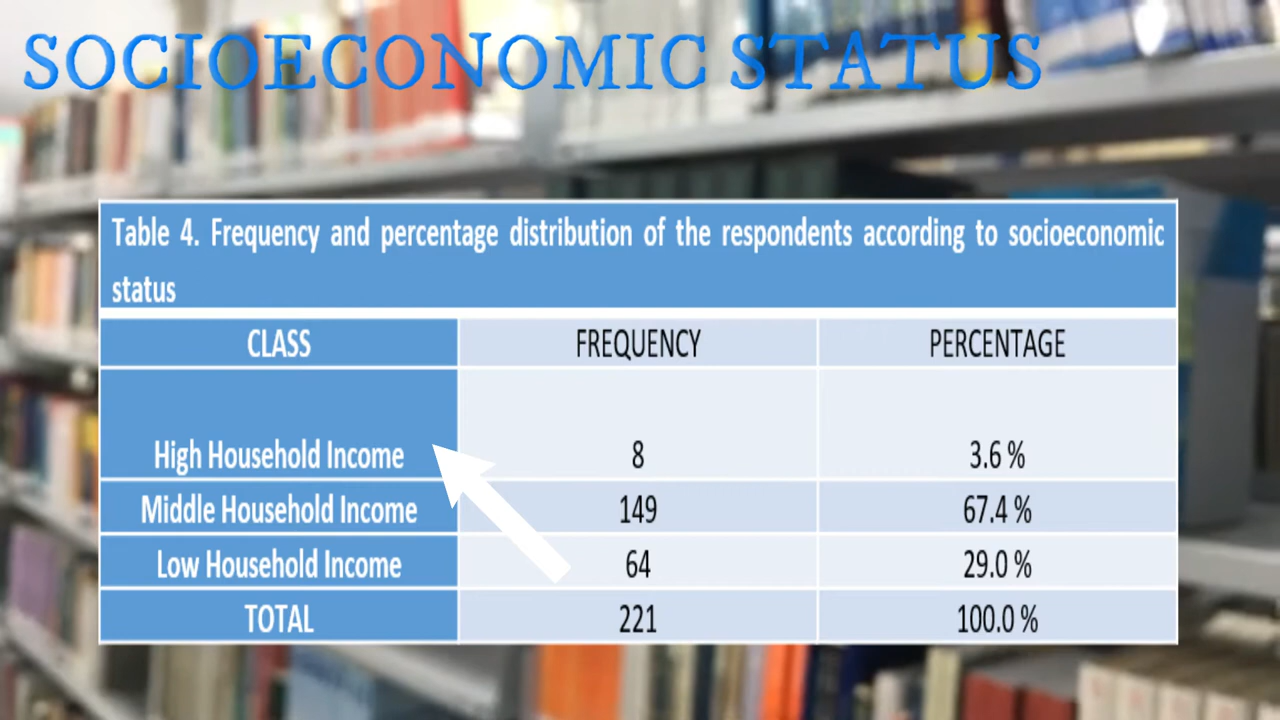 SOCIOECONOMIC STATUS
Table 4. Frequency and percentage distribution of the respondents according to socioeconomic
status
CLASS FREQUENCY PERCENTAGE
High Household Income 8 3.6 %
Middle Household Income 149 67.4 %
Low Household Income 64 29.0 %
TOTAL 221 100.0 %